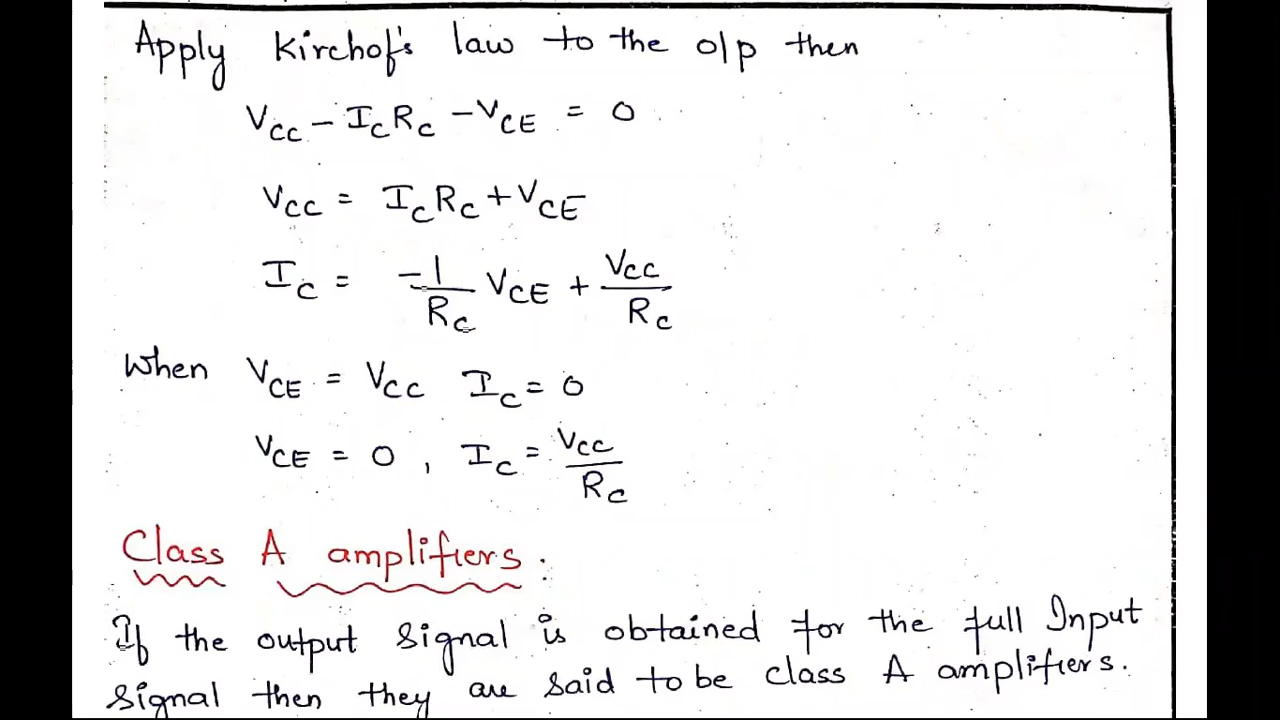 Apply Kirchof's law to the o/p then
VCC - ICRC - VCE = 0
VCC = ICRC + VCE
IC = -1/RC VCE + VCC/RC
When VCE = VCC IC = 0
VCE = 0, IC = VCC/RC
Class A amplifiers:
If the output signal is obtained for the full Input
signal then they are said to be class A amplifiers.